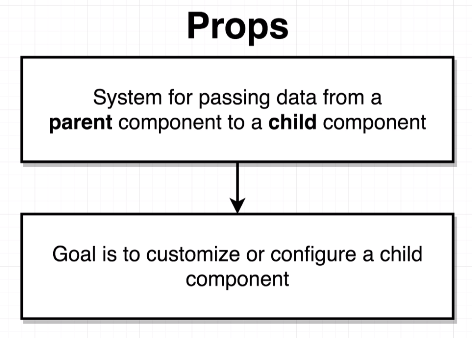 Props
System for passing data from a
parent component to a child component
Goal is to customize or configure a child
component